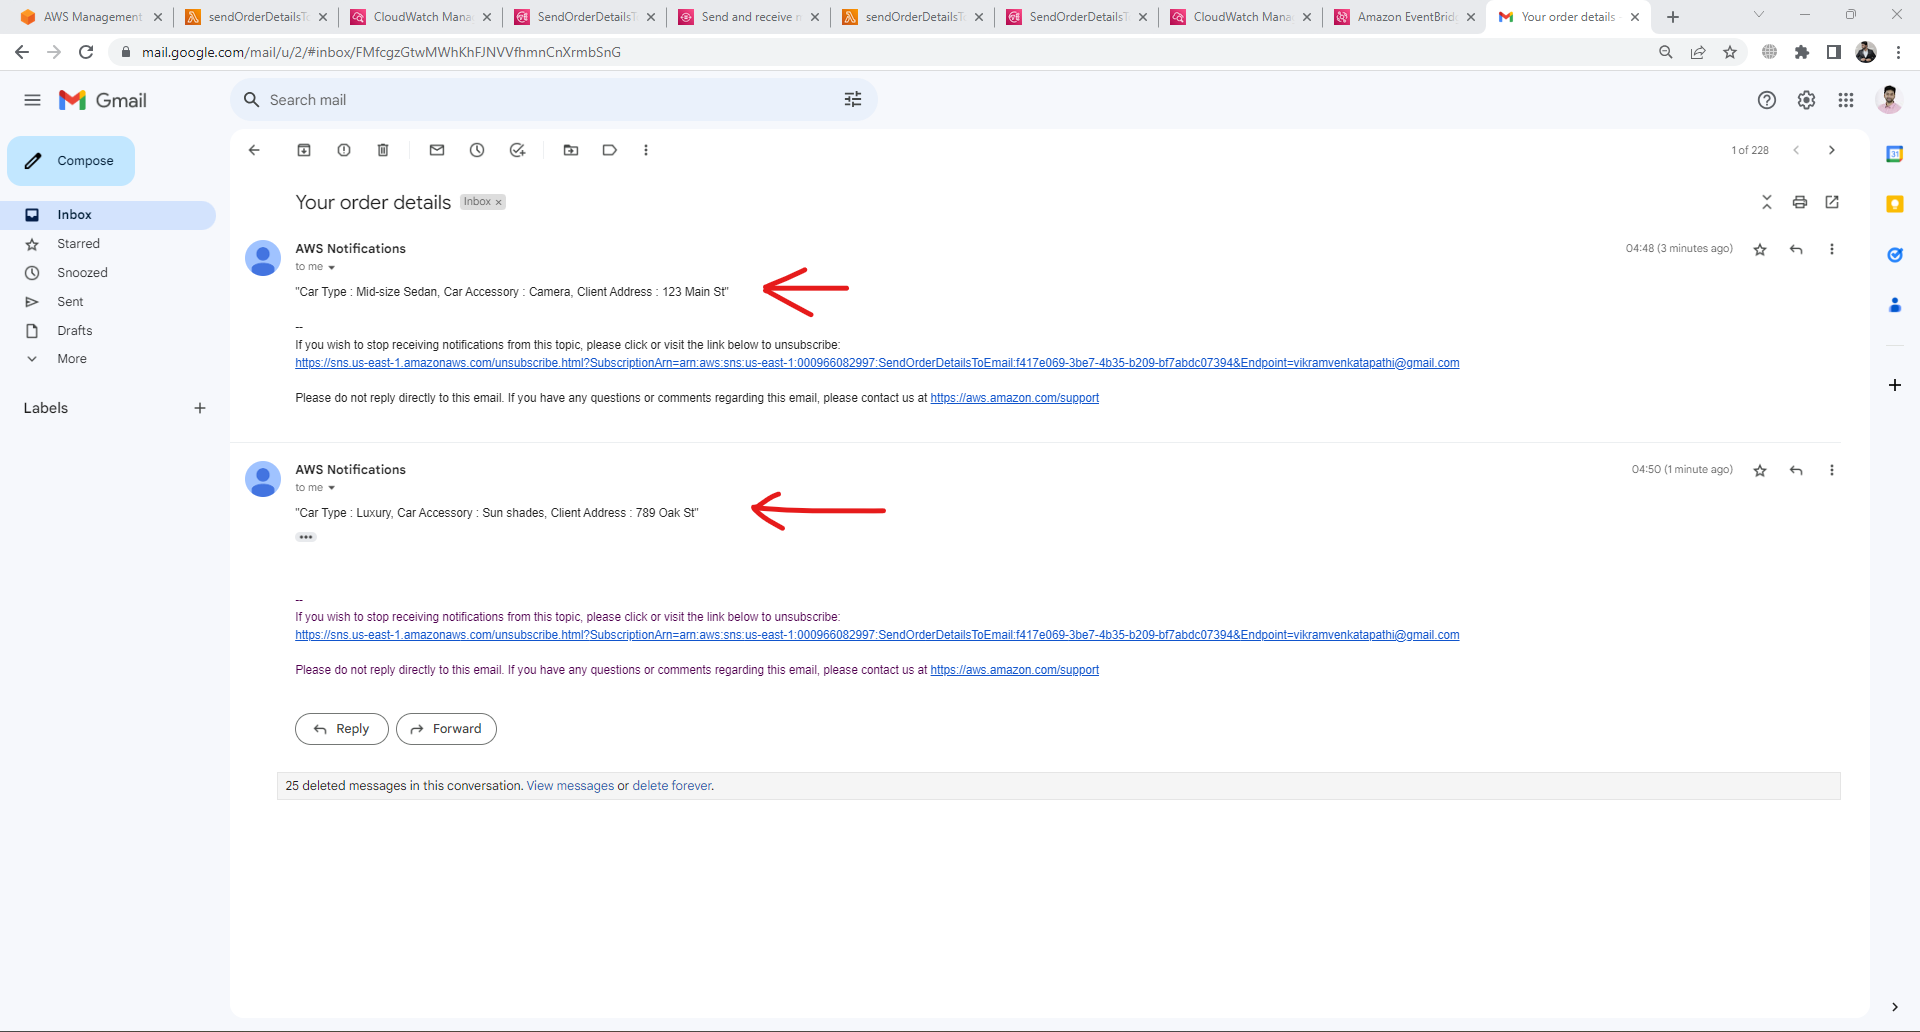 AWS Management
sendOrderDetailsT
CloudWatch Mana
SendOrderDetailsT
Send and receive m
sendOrderDetailsT
SendOrderDetailsT
CloudWatch Mana
Amazon EventBrid
Your order details
mail.google.com/mail/u/2/#inbox/FMfcgzGtwMWhKhFJNVVfhmnCnXrmbSnG
Gmail
Search mail
Compose
1 of 228
Your order details
Inbox ×
Inbox
Starred
Snoozed
Sent
Drafts
More
Labels
31
AWS Notifications
04:48 (3 minutes ago)
to me
"Car Type : Mid-size Sedan, Car Accessory : Camera, Client Address : 123 Main St"
--
If you wish to stop receiving notifications from this topic, please click or visit the link below to unsubscribe:
https://sns.us-east-1.amazonaws.com/unsubscribe.html?SubscriptionArn=arn:aws:sns:us-east-1:000966082997:SendOrderDetailsToEmail:f417e069-3be7-4b35-b209-bf7abdc07394&Endpoint=vikramvenkatapathi@gmail.com
Please do not reply directly to this email. If you have any questions or comments regarding this email, please contact us at https://aws.amazon.com/support
AWS Notifications
04:50 (1 minute ago)
to me
"Car Type : Luxury, Car Accessory : Sun shades, Client Address : 789 Oak St"
--
If you wish to stop receiving notifications from this topic, please click or visit the link below to unsubscribe:
https://sns.us-east-1.amazonaws.com/unsubscribe.html?SubscriptionArn=arn:aws:sns:us-east-1:000966082997:SendOrderDetailsToEmail:f417e069-3be7-4b35-b209-bf7abdc07394&Endpoint=vikramvenkatapathi@gmail.com
Please do not reply directly to this email. If you have any questions or comments regarding this email, please contact us at https://aws.amazon.com/support
Reply
Forward
25 deleted messages in this conversation. View messages or delete forever.